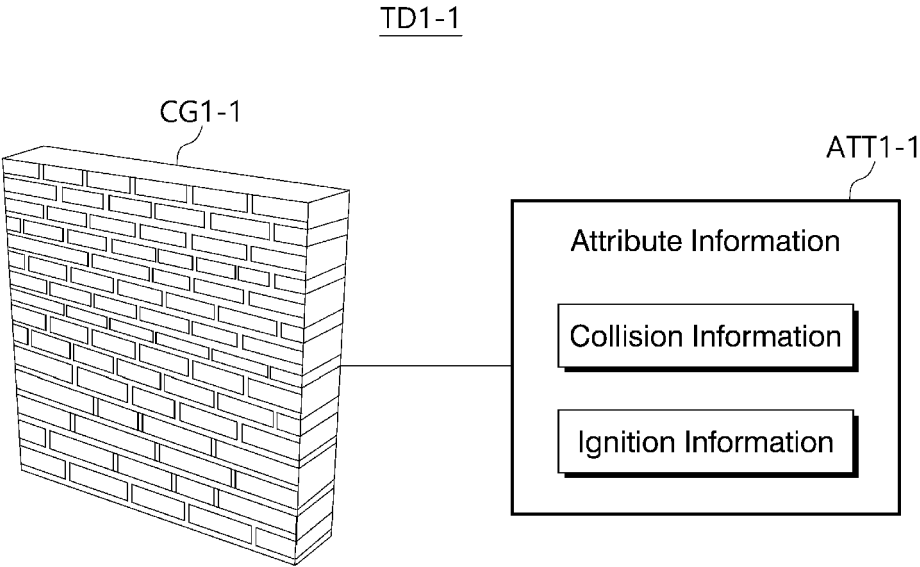 TD1-1
CG1-1
ATT1-1
Attribute Information
Collision Information
Ignition Information